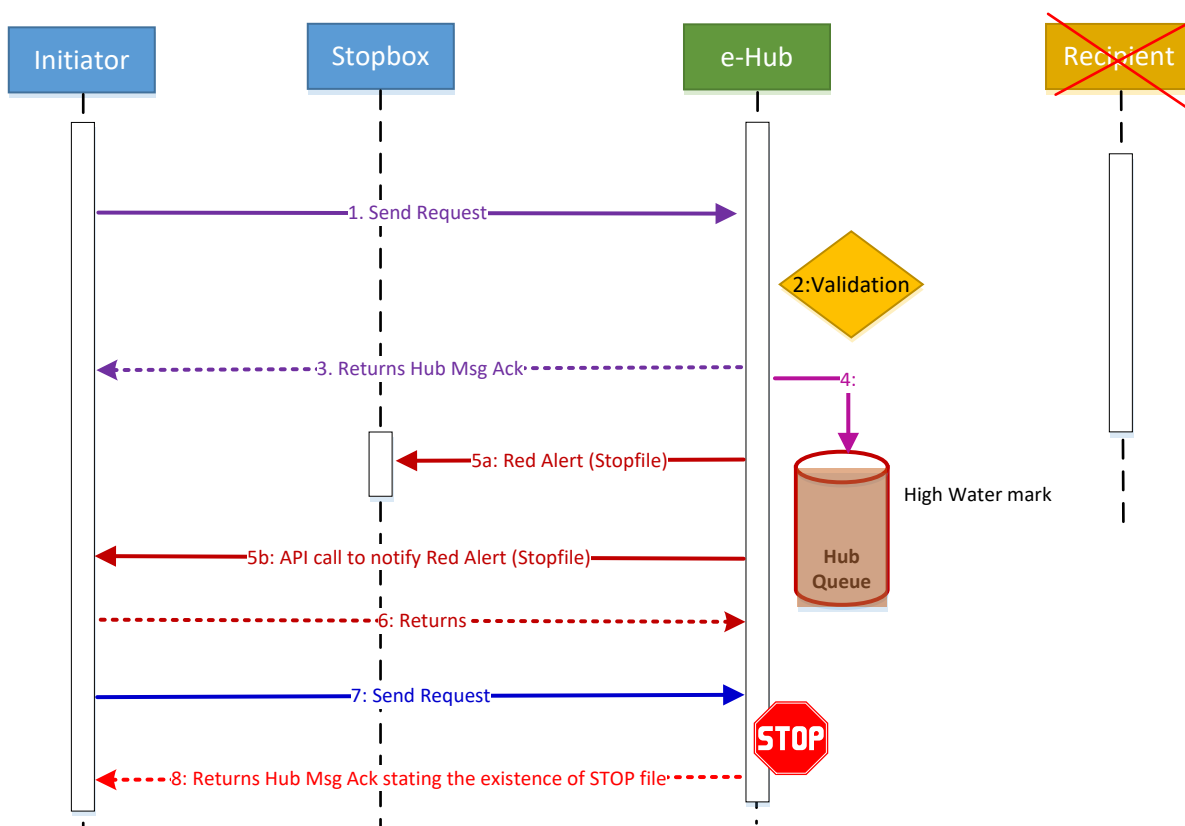 Initiator
Stopbox
e-Hub
Recipient
1. Send Request
2:Validation
3. Returns Hub Msg Ack
4:
5a: Red Alert (Stopfile)
High Water mark
5b: API call to notify Red Alert (Stopfile)
Hub
Queue
6: Returns
7: Send Request
STOP
8: Returns Hub Msg Ack stating the existence of STOP file